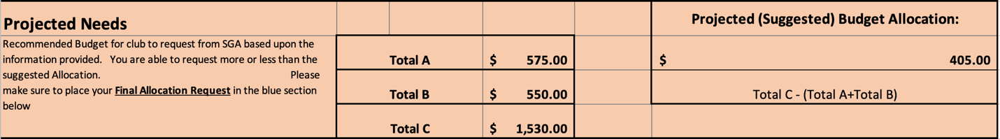 Projected (Suggested) Budget Allocation:
Projected Needs
Recommended Budget for club to request from SGA based upon the
information provided. You are able to request more or less than the
suggested Allocation. Please
make sure to place your Final Allocation Request in the blue section
below
Total A $ 575.00
$ 405.00
Total B $ 550.00
Total C - (Total A+Total B)
Total C $ 1,530.00